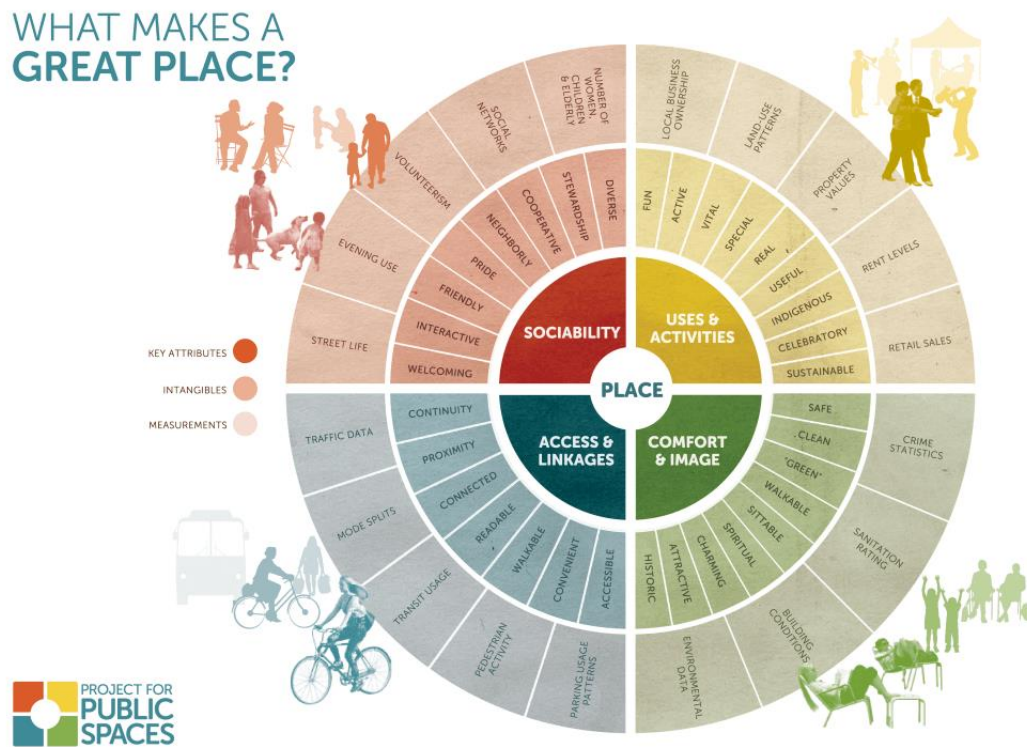 WHAT MAKES A
GREAT PLACE?
NUMBER OF
WOMEN,
CHILDREN
& ELDERLY
SOCIAL
NETWORKS
VOLUNTEERISM
EVENING USE
STREET LIFE
DIVERSE
STEWARDSHIP
COOPERATIVE
NEIGHBORLY
PRIDE
FRIENDLY
INTERACTIVE
WELCOMING
SOCIABILITY
LOCAL BUSINESS
OWNERSHIP
LAND-USE
PATTERNS
PROPERTY
VALUES
RENT LEVELS
RETAIL SALES
FUN
ACTIVE
VITAL
SPECIAL
REAL
USEFUL
INDIGENOUS
CELEBRATORY
SUSTAINABLE
USES &
ACTIVITIES
PLACE
KEY ATTRIBUTES
INTANGIBLES
MEASUREMENTS
ACCESS &
LINKAGES
CONTINUITY
PROXIMITY
CONNECTED
READABLE
WALKABLE
CONVENIENT
ACCESSIBLE
TRAFFIC DATA
MODE SPLITS
TRANSIT USAGE
PEDESTRIAN
ACTIVITY
PARKING USAGE
PATTERNS
COMFORT
& IMAGE
SAFE
CLEAN
"GREEN"
WALKABLE
SITTABLE
SPIRITUAL
CHARMING
ATTRACTIVE
HISTORIC
CRIME
STATISTICS
SANITATION
RATING
BUILDING
CONDITIONS
ENVIRONMENTAL
DATA
PROJECT FOR
PUBLIC
SPACES